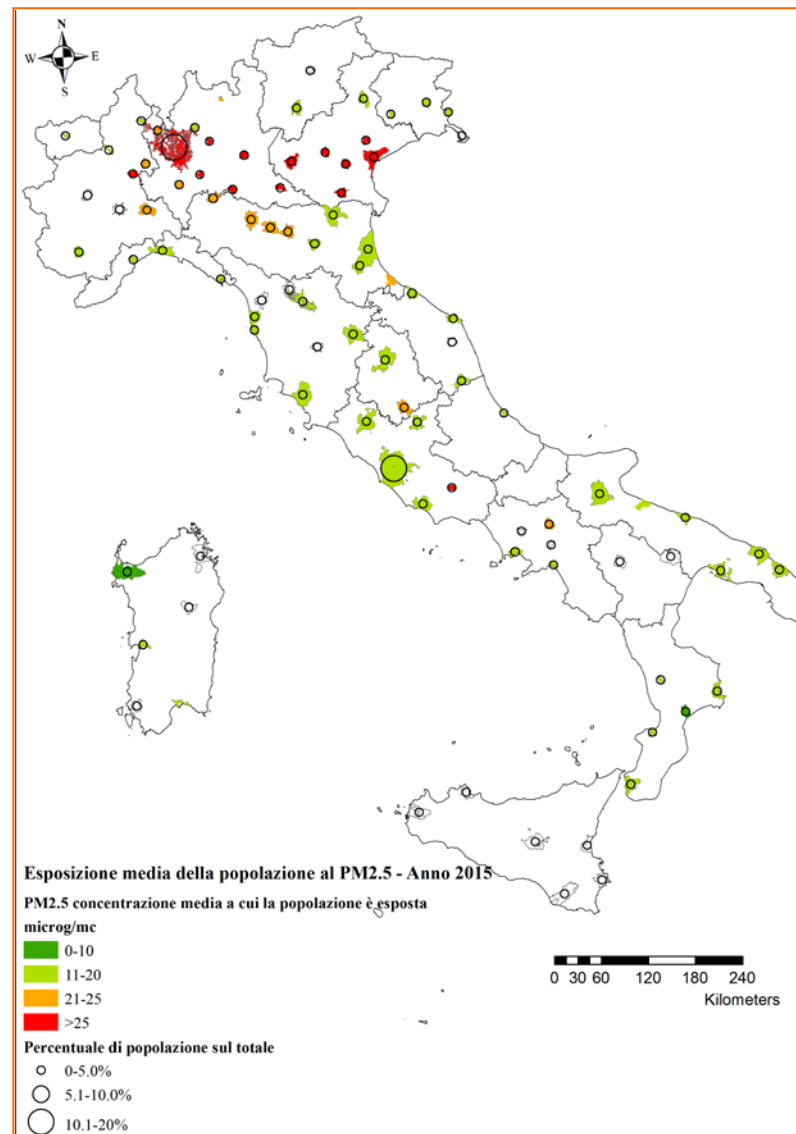 N
W E
S
Esposizione media della popolazione al PM2.5 - Anno 2015
PM2.5 concentrazione media a cui la popolazione è esposta
microg/mc
0-10
11-20
21-25
>25
0 30 60 120 180 240
Kilometers
Percentuale di popolazione sul totale
0-5.0%
5.1-10.0%
10.1-20%